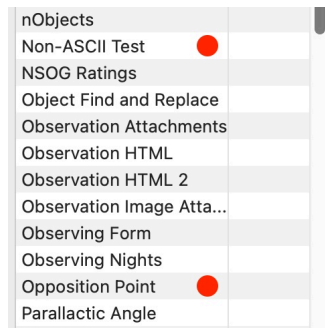 nObjects
Non-ASCII Test
NSOG Ratings
Object Find and Replace
Observation Attachments
Observation HTML
Observation HTML 2
Observation Image Atta...
Observing Form
Observing Nights
Opposition Point
Parallactic Angle